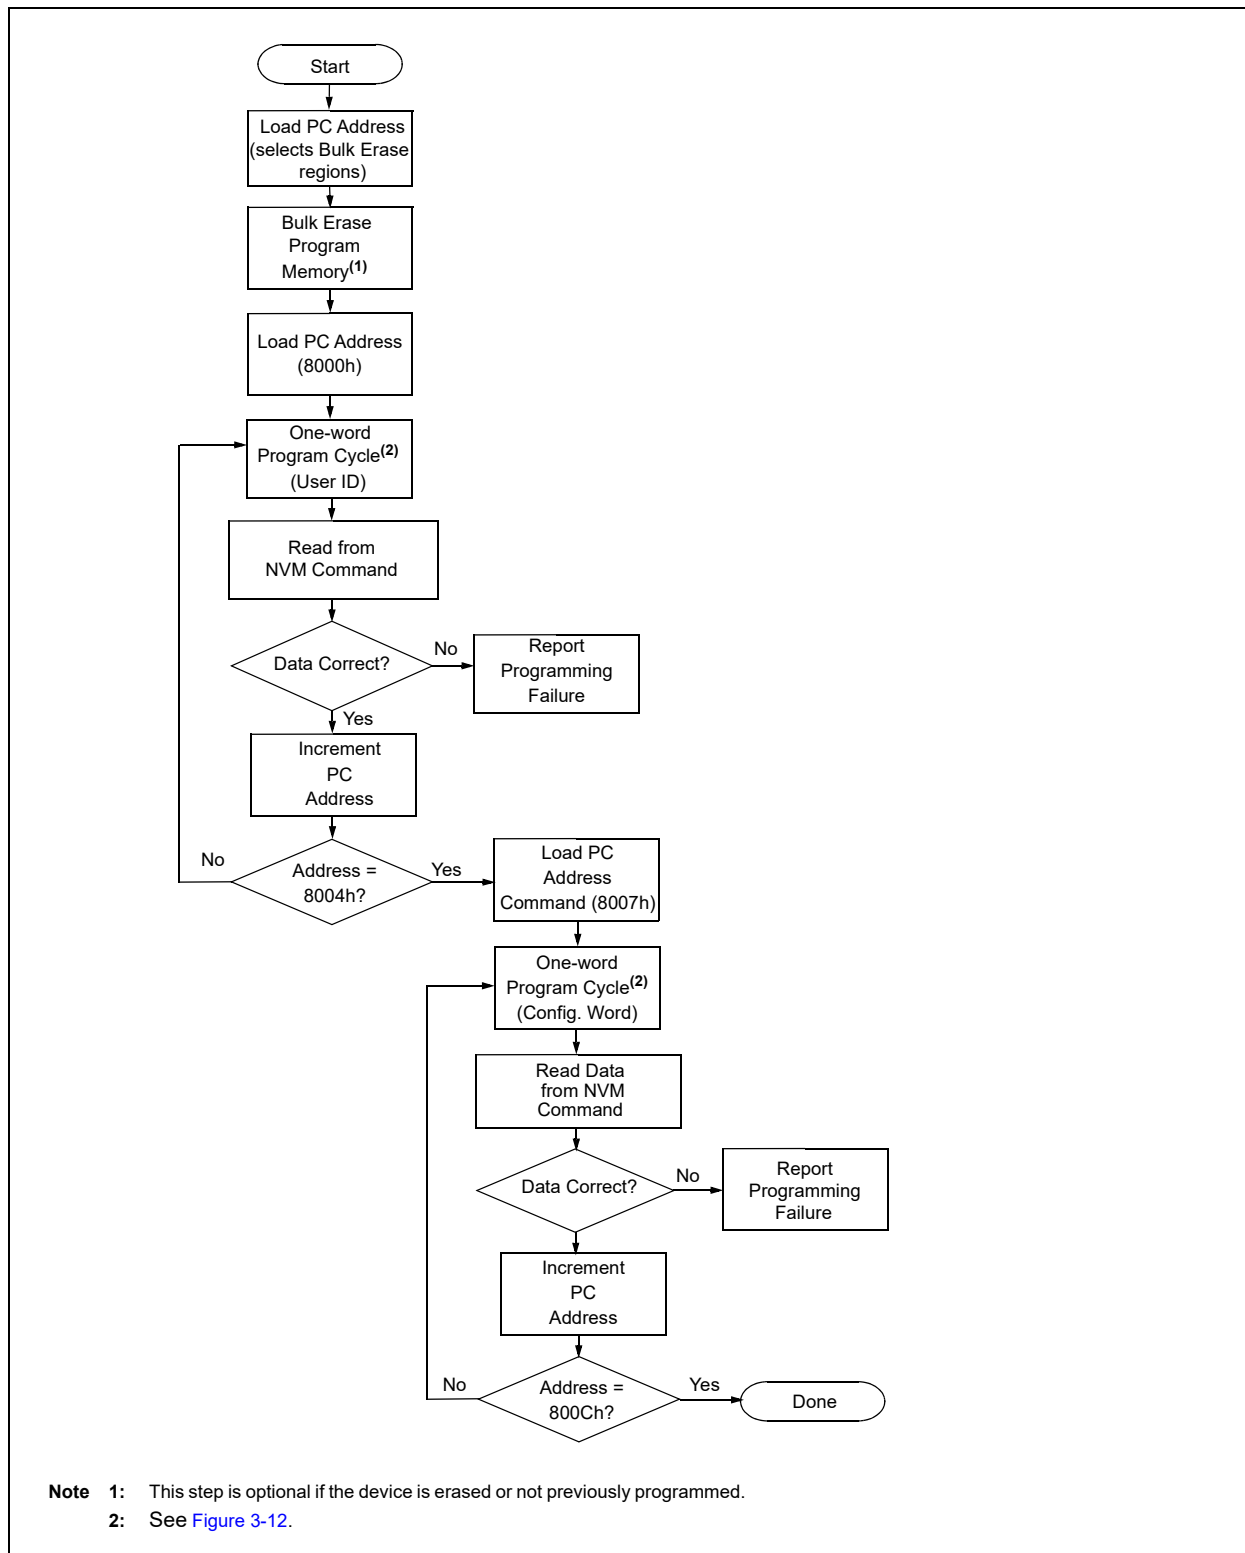 Start
Load PC Address
(selects Bulk Erase
regions)
Bulk Erase
Program
Memory(1)
Load PC Address
(8000h)
One-word
Program Cycle(2)
(User ID)
Read from
NVM Command
Data Correct?
No
Report
Programming
Failure
Yes
Increment
PC
Address
No
Address =
8004h?
Yes
Load PC
Address
Command (8007h)
One-word
Program Cycle(2)
(Config. Word)
Read Data
from NVM
Command
Data Correct?
No
Report
Programming
Failure
Increment
PC
Address
No
Address =
800Ch?
Yes
Done
Note 1: This step is optional if the device is erased or not previously programmed.
2: See Figure 3-12.